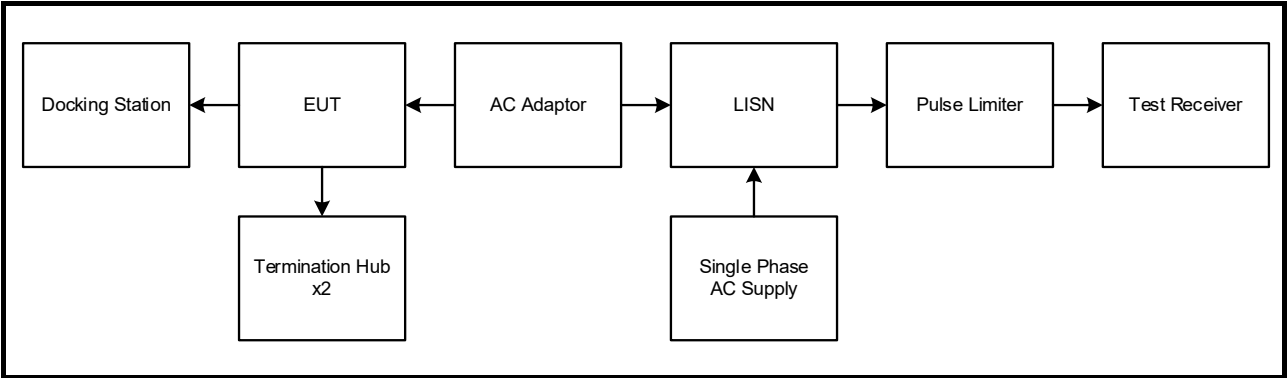 Docking Station
EUT
AC Adaptor
LISN
Pulse Limiter
Test Receiver
Termination Hub
x2
Single Phase
AC Supply